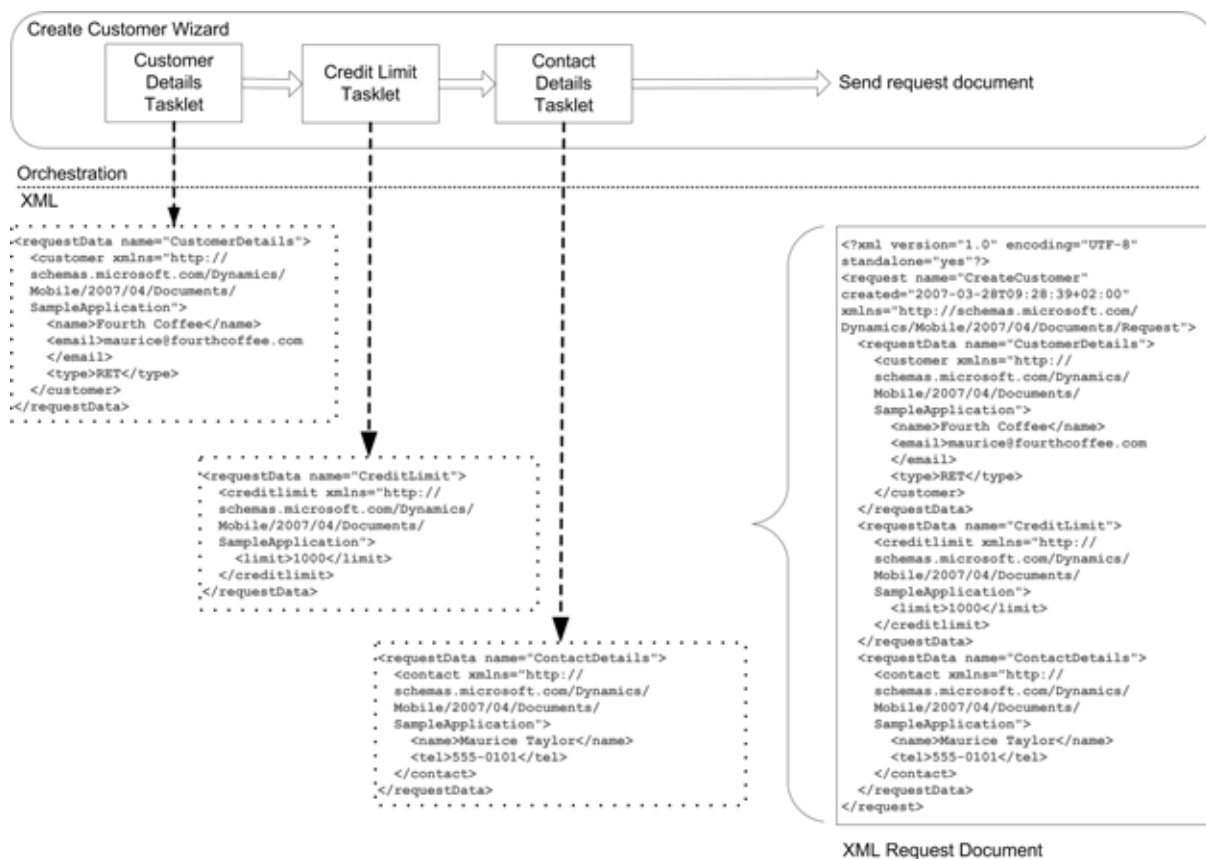 Create Customer Wizard
Customer
Details
Tasklet
Credit Limit
Tasklet
Contact
Details
Tasklet
Send request document
Orchestration
XML
<requestData name="CustomerDetails">
<customer xmlns="http://
schemas.microsoft.com/Dynamics/
Mobile/2007/04/Documents/
SampleApplication">
<name>Fourth Coffee</name>
<email>maurice@fourthcoffee.com
</email>
<type>RET</type>
</customer>
</requestData>
<requestData name="CreditLimit">
<creditlimit xmlns="http://
schemas.microsoft.com/Dynamics/
Mobile/2007/04/Documents/
SampleApplication">
<limit>1000</limit>
</creditlimit>
</requestData>
<requestData name="ContactDetails">
<contact xmlns="http://
schemas.microsoft.com/Dynamics/
Mobile/2007/04/Documents/
SampleApplication">
<name>Maurice Taylor</name>
<tel>555-0101</tel>
</contact>
</requestData>
<?xml version="1.0" encoding="UTF-8"
standalone="yes"?>
<request name="CreateCustomer"
created="2007-03-28T09:28:39+02:00"
xmlns="http://schemas.microsoft.com/
Dynamics/Mobile/2007/04/Documents/Request">
<requestData name="CustomerDetails">
<customer xmlns="http://
schemas.microsoft.com/Dynamics/
Mobile/2007/04/Documents/
SampleApplication">
<name>Fourth Coffee</name>
<email>maurice@fourthcoffee.com
</email>
<type>RET</type>
</customer>
</requestData>
<requestData name="CreditLimit">
<creditlimit xmlns="http://
schemas.microsoft.com/Dynamics/
Mobile/2007/04/Documents/
SampleApplication">
<limit>1000</limit>
</creditlimit>
</requestData>
<requestData name="ContactDetails">
<contact xmlns="http://
schemas.microsoft.com/Dynamics/
Mobile/2007/04/Documents/
SampleApplication">
<name>Maurice Taylor</name>
<tel>555-0101</tel>
</contact>
</requestData>
</request>
XML Request Document